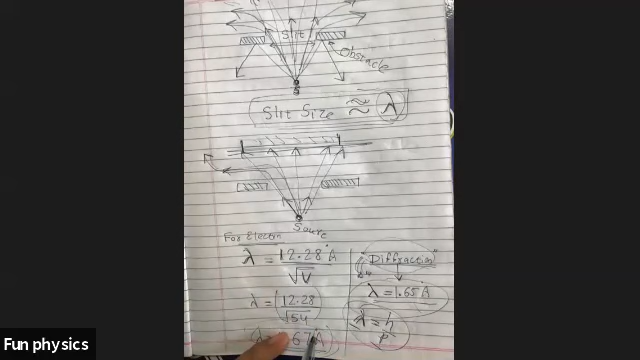 Slit
Obstacle
S
Slit Size ≈ λ
Source
For Electron
λ = 12.28 Å
√V
λ = 12.28
√54
"Diffraction"
λ = 1.65 Å
λ = h
p
Fun physics